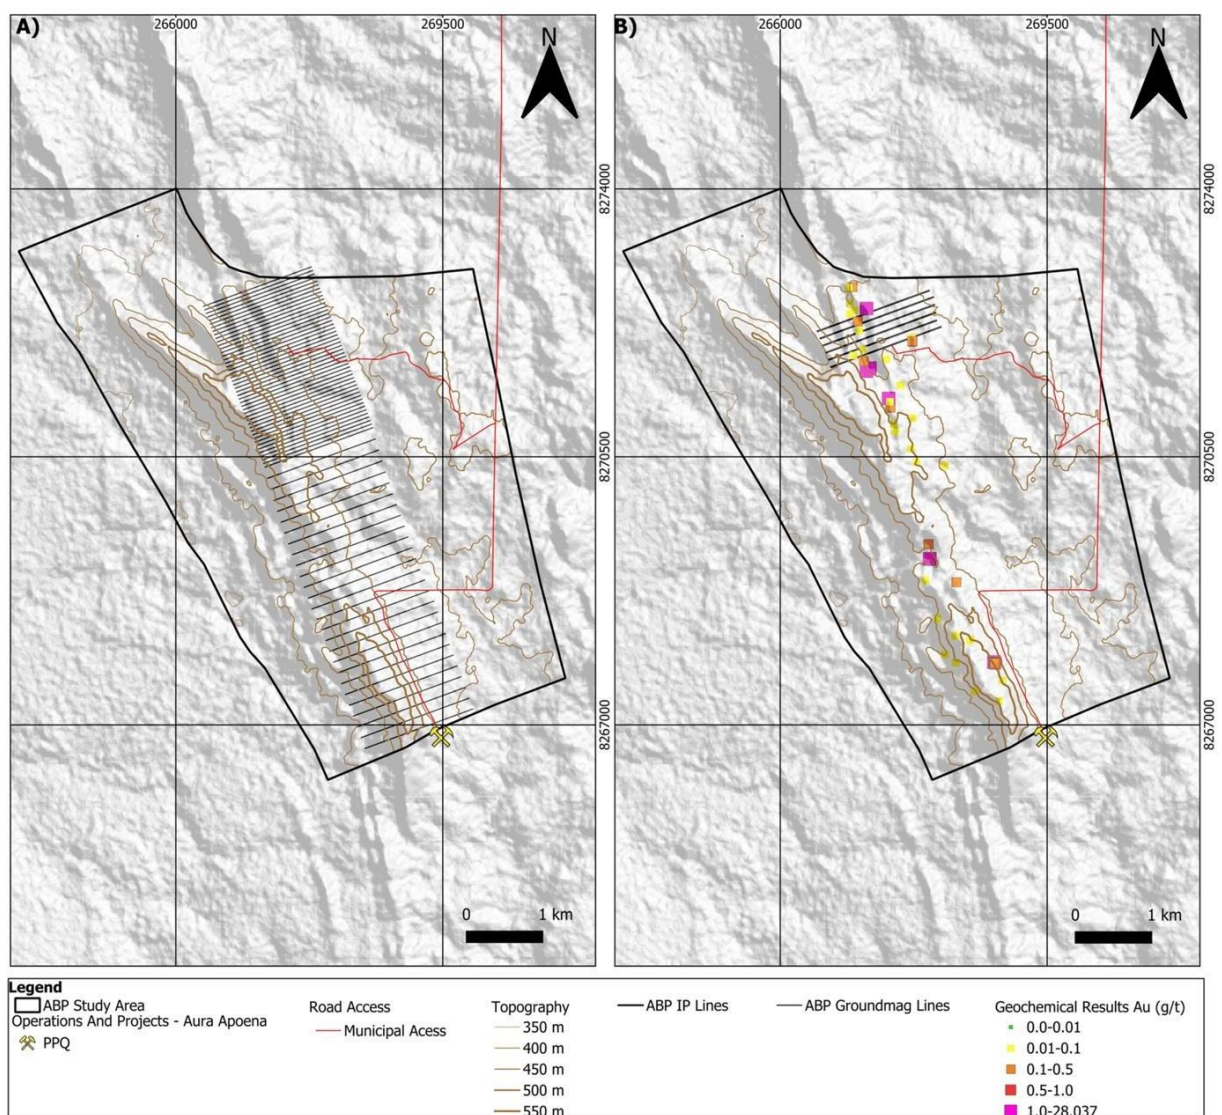 A)
266000
269500
N
8274000
8270500
8267000
0 1 km
B)
266000
269500
N
8274000
8270500
8267000
0 1 km
Legend
ABP Study Area
Operations And Projects - Aura Apoena
PPQ
Road Access
Municipal Acess
Topography
350 m
400 m
450 m
500 m
550 m
ABP IP Lines
ABP Groundmag Lines
Geochemical Results Au (g/t)
0.0-0.01
0.01-0.1
0.1-0.5
0.5-1.0
1.0-28.037